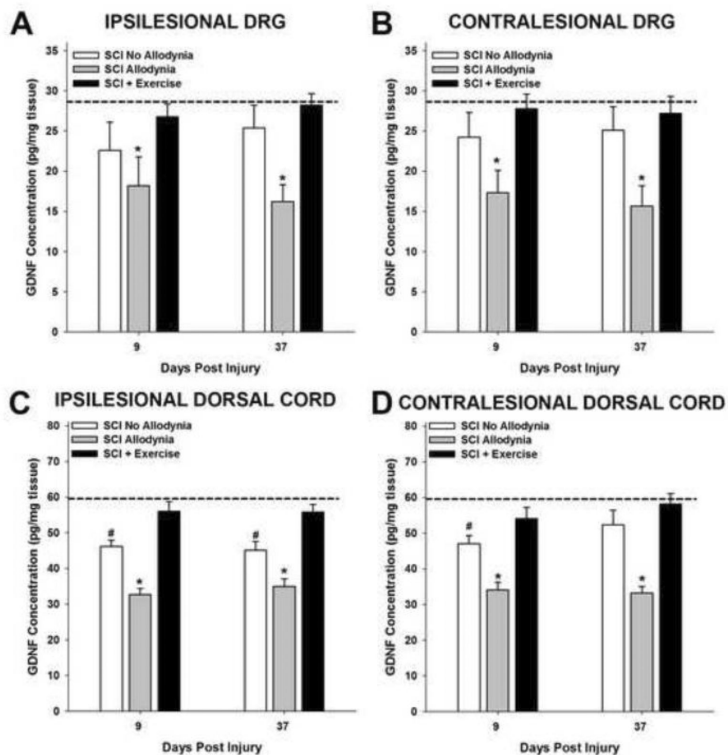 A
IPSILESIONAL DRG
SCI No Allodynia
SCI Allodynia
SCI + Exercise
GDNF Concentration (pg/mg tissue)
35
30
25
20
15
10
5
0
*
*
9
37
Days Post Injury
B
CONTRALESIONAL DRG
SCI No Allodynia
SCI Allodynia
SCI + Exercise
GDNF Concentration (pg/mg tissue)
35
30
25
20
15
10
5
0
*
*
9
37
Days Post Injury
C
IPSILESIONAL DORSAL CORD
SCI No Allodynia
SCI Allodynia
SCI + Exercise
GDNF Concentration (pg/mg tissue)
80
70
60
50
40
30
20
10
0
#
*
#
*
9
37
Days Post Injury
D
CONTRALESIONAL DORSAL CORD
SCI No Allodynia
SCI Allodynia
SCI + Exercise
GDNF Concentration (pg/mg tissue)
80
70
60
50
40
30
20
10
0
#
*
*
9
37
Days Post Injury